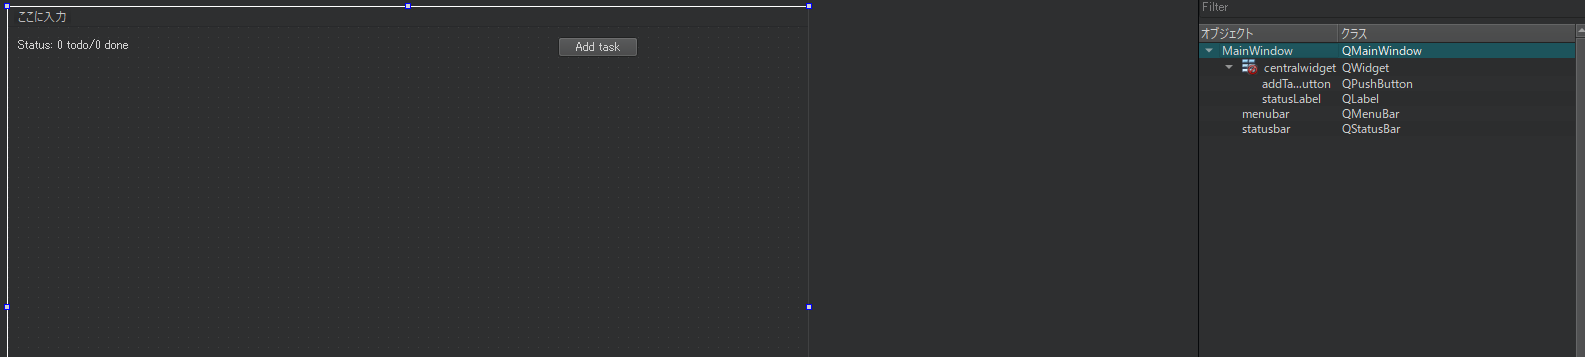 ここに入力
Status: 0 todo/0 done
Add task
Filter
オブジェクト クラス
MainWindow QMainWindow
centralwidget QWidget
addTa...utton QPushButton
statusLabel QLabel
menubar QMenuBar
statusbar QStatusBar